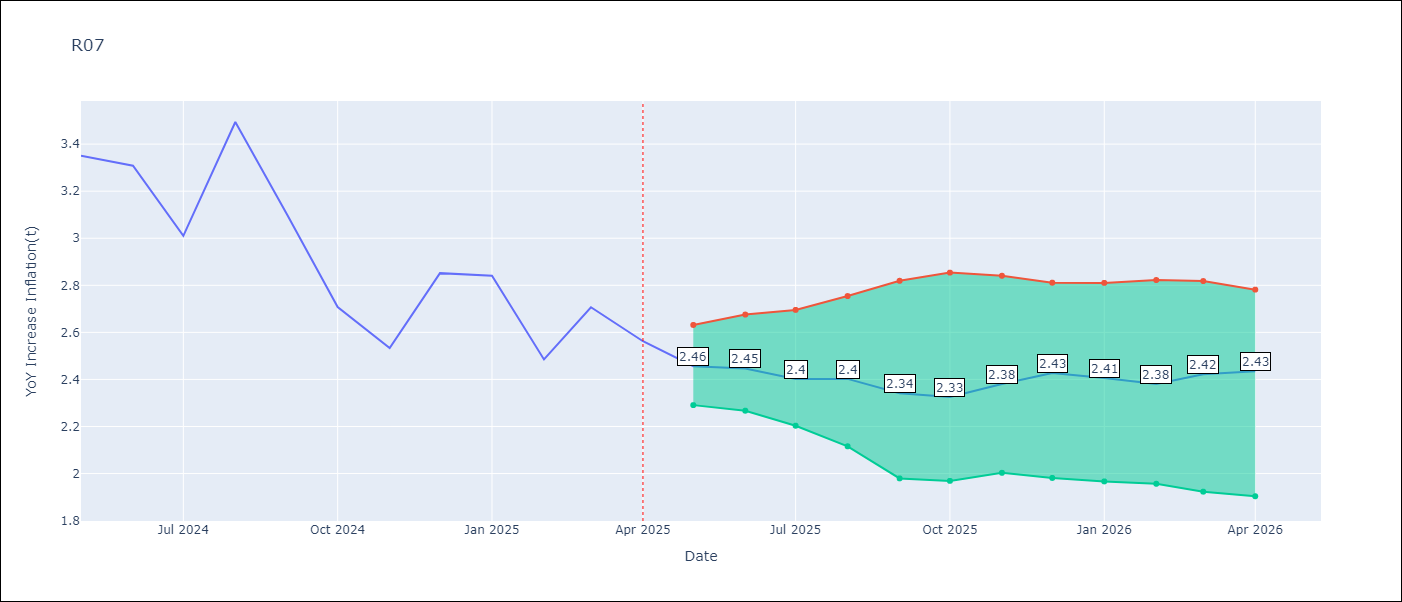 R07
YoY Increase Inflation(t)
3.4
3.2
3
2.8
2.6
2.4
2.2
2
1.8
2.46
2.45
2.4
2.4
2.34
2.33
2.38
2.43
2.41
2.38
2.42
2.43
Jul 2024
Oct 2024
Jan 2025
Apr 2025
Jul 2025
Oct 2025
Jan 2026
Apr 2026
Date